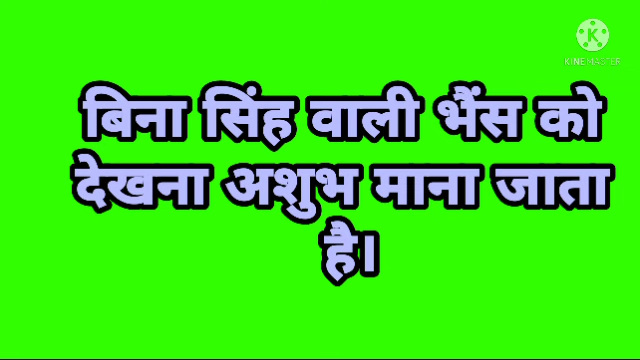 KINEMASTER
बिना सिंह वाली भैंस को
देखना अशुभ माना जाता
है।